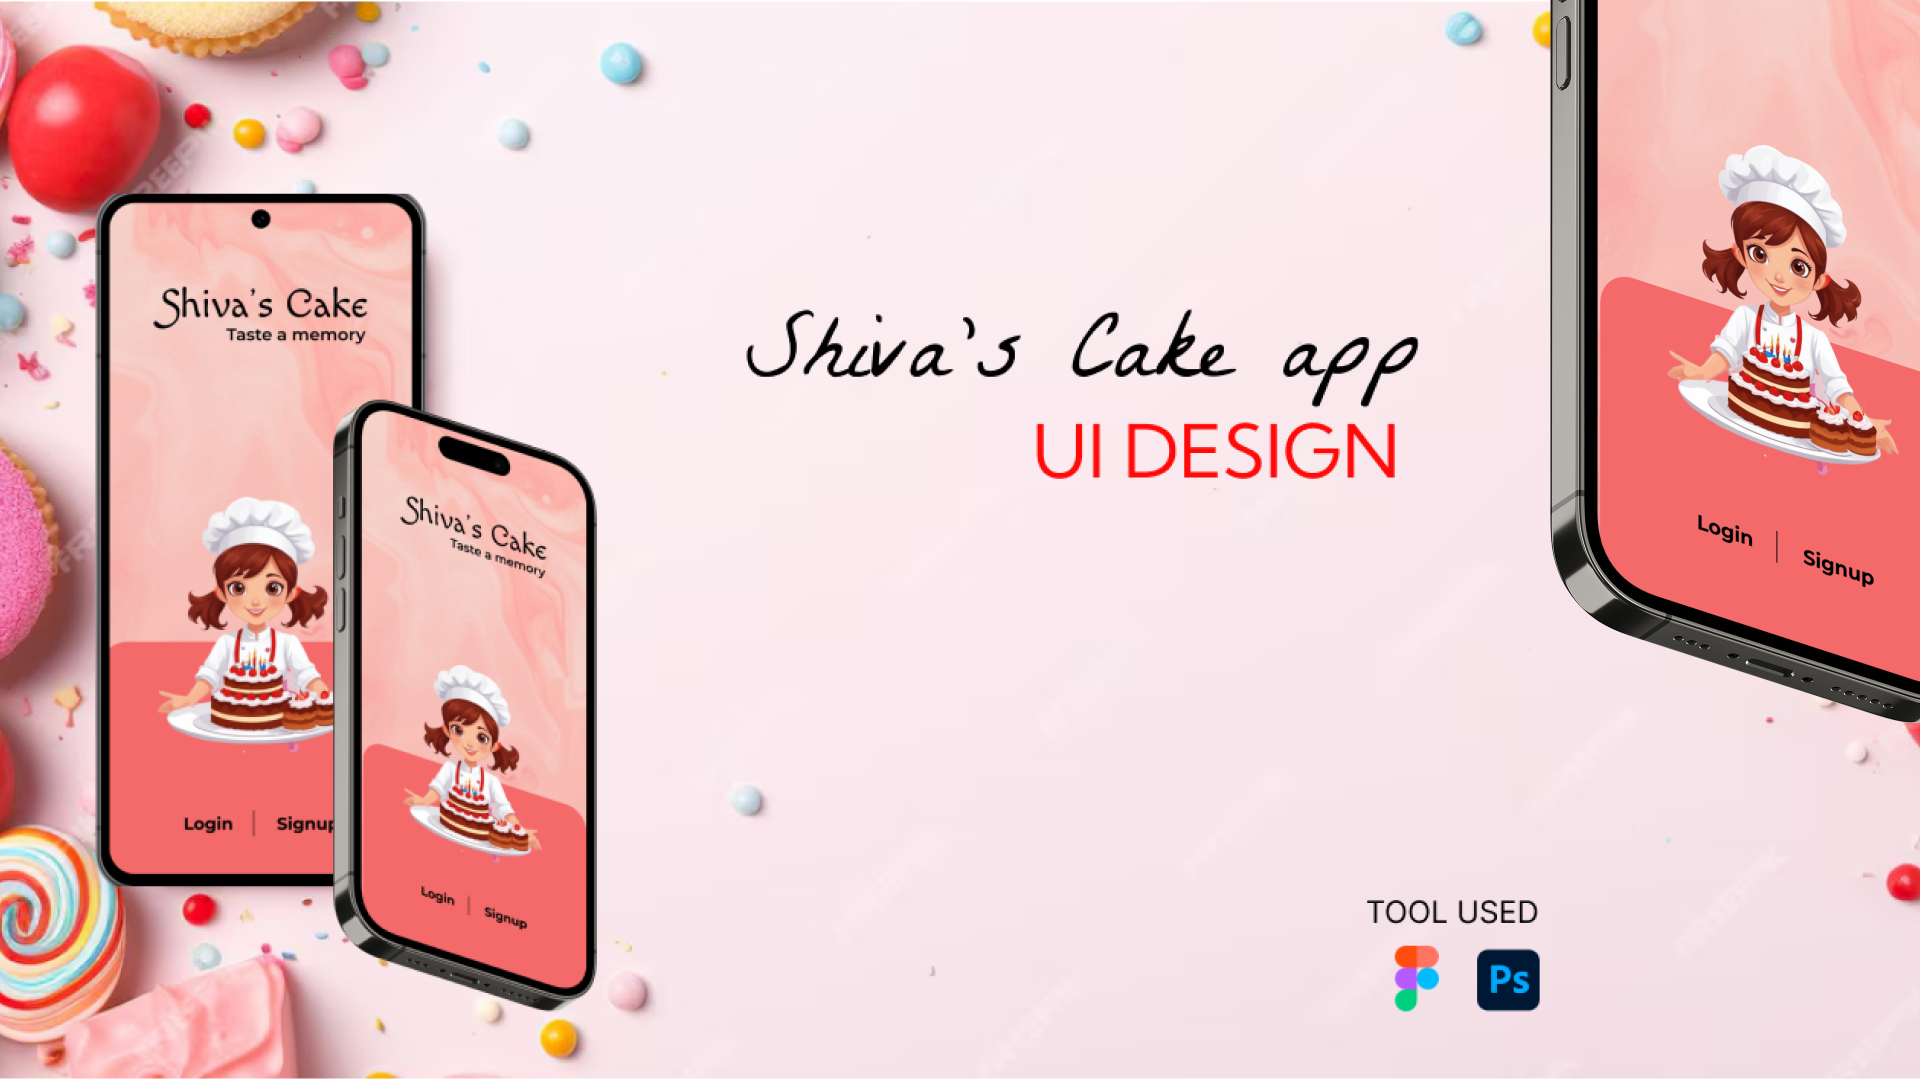 Shiva's Cake
Taste a memory
Login
Signup
Shiva's Cake
Taste a memory
Login
Signup
Shiva's Cake app
UI DESIGN
Login
Signup
TOOL USED
Ps